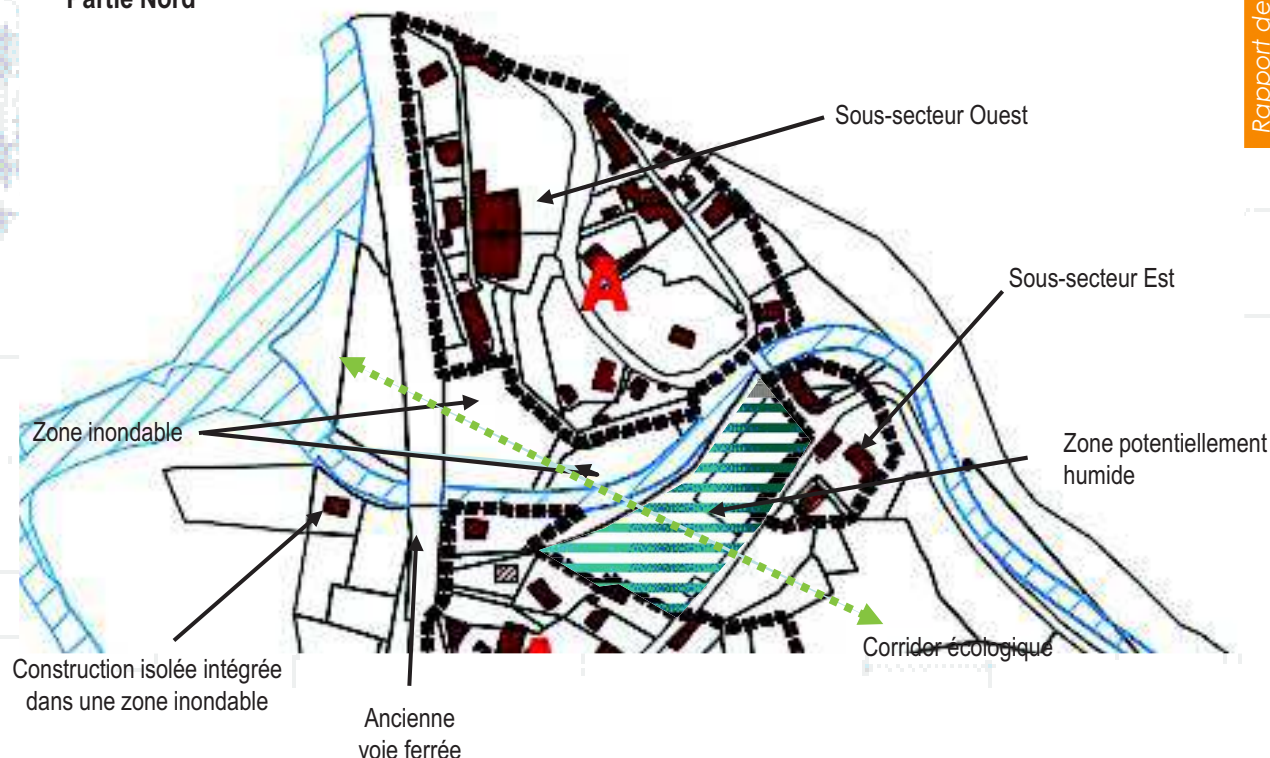 Partie Nord
Rapport de
Sous-secteur Ouest
A
Sous-secteur Est
Zone inondable
Zone potentiellement
humide
Corridor écologique
Construction isolée intégrée
dans une zone inondable
Ancienne
voie ferrée